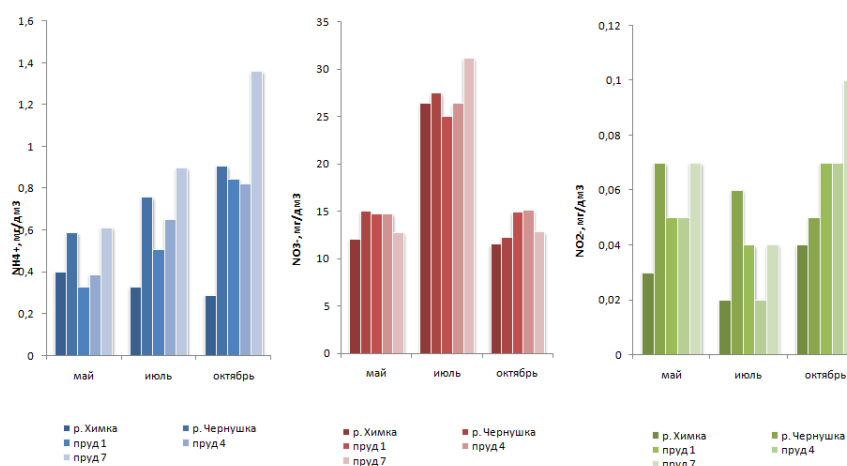 1,6
1,4
1,2
1
0,8
0,6
0,4
0,2
0
NH4+, мг/дм3
май июль октябрь
р. Химка р. Чернушка
пруд 1 пруд 4
пруд 7
35
30
25
20
15
10
5
0
NO3-, мг/дм3
май июль октябрь
р. Химка р. Чернушка
пруд 1 пруд 4
пруд 7
0,12
0,1
0,08
0,06
0,04
0,02
0
NO2-, мг/дм3
май июль октябрь
р. Химка р. Чернушка
пруд 1 пруд 4
пруд 7